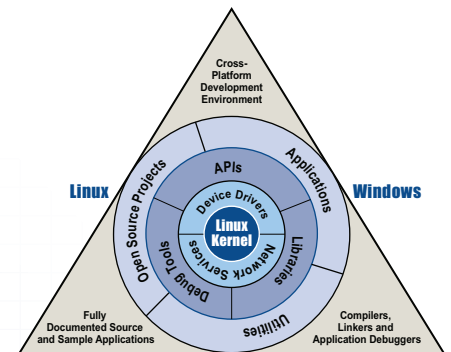 Cross-
Platform
Development
Environment
Linux
Windows
Open Source Projects
Applications
APIs
Device Drivers
Linux
Kernel
Network Services
Debug Tools
Libraries
Utilities
Fully
Documented Source
and Sample Applications
Compilers,
Linkers and
Application Debuggers